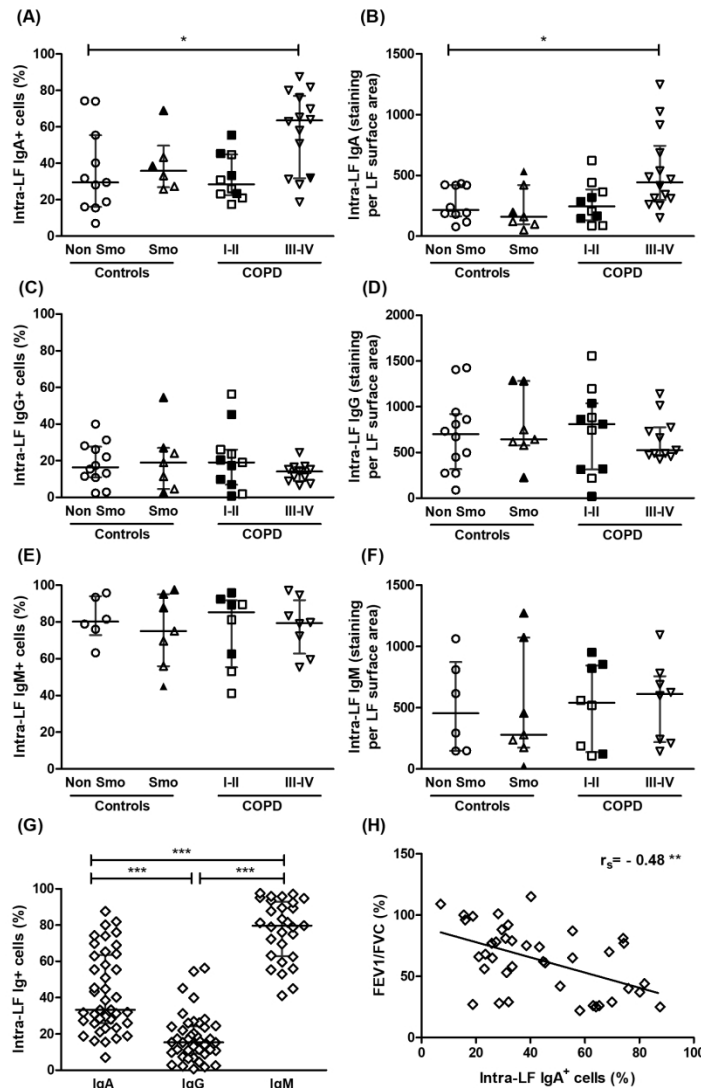 (A)
Intra-LF IgA+ cells (%)
100
80
60
40
20
0
*
Non Smo Smo I-II III-IV
Controls COPD
(B)
Intra-LF IgA (staining
per LF surface area)
1500
1000
500
0
*
Non Smo Smo I-II III-IV
Controls COPD
(C)
Intra-LF IgG+ cells (%)
100
80
60
40
20
0
Non Smo Smo I-II III-IV
Controls COPD
(D)
Intra-LF IgG (staining
per LF surface area)
2000
1500
1000
500
0
Non Smo Smo I-II III-IV
Controls COPD
(E)
Intra-LF IgM+ cells (%)
100
80
60
40
20
0
Non Smo Smo I-II III-IV
Controls COPD
(F)
Intra-LF IgM (staining
per LF surface area)
1500
1000
500
0
Non Smo Smo I-II III-IV
Controls COPD
(G)
Intra-LF Ig+ cells (%)
100
80
60
40
20
0
***
*** ***
IgA IgG IgM
(H)
FEV1/FVC (%)
150
100
50
0
rs= - 0.48 **
0 20 40 60 80 100
Intra-LF IgA+ cells (%)